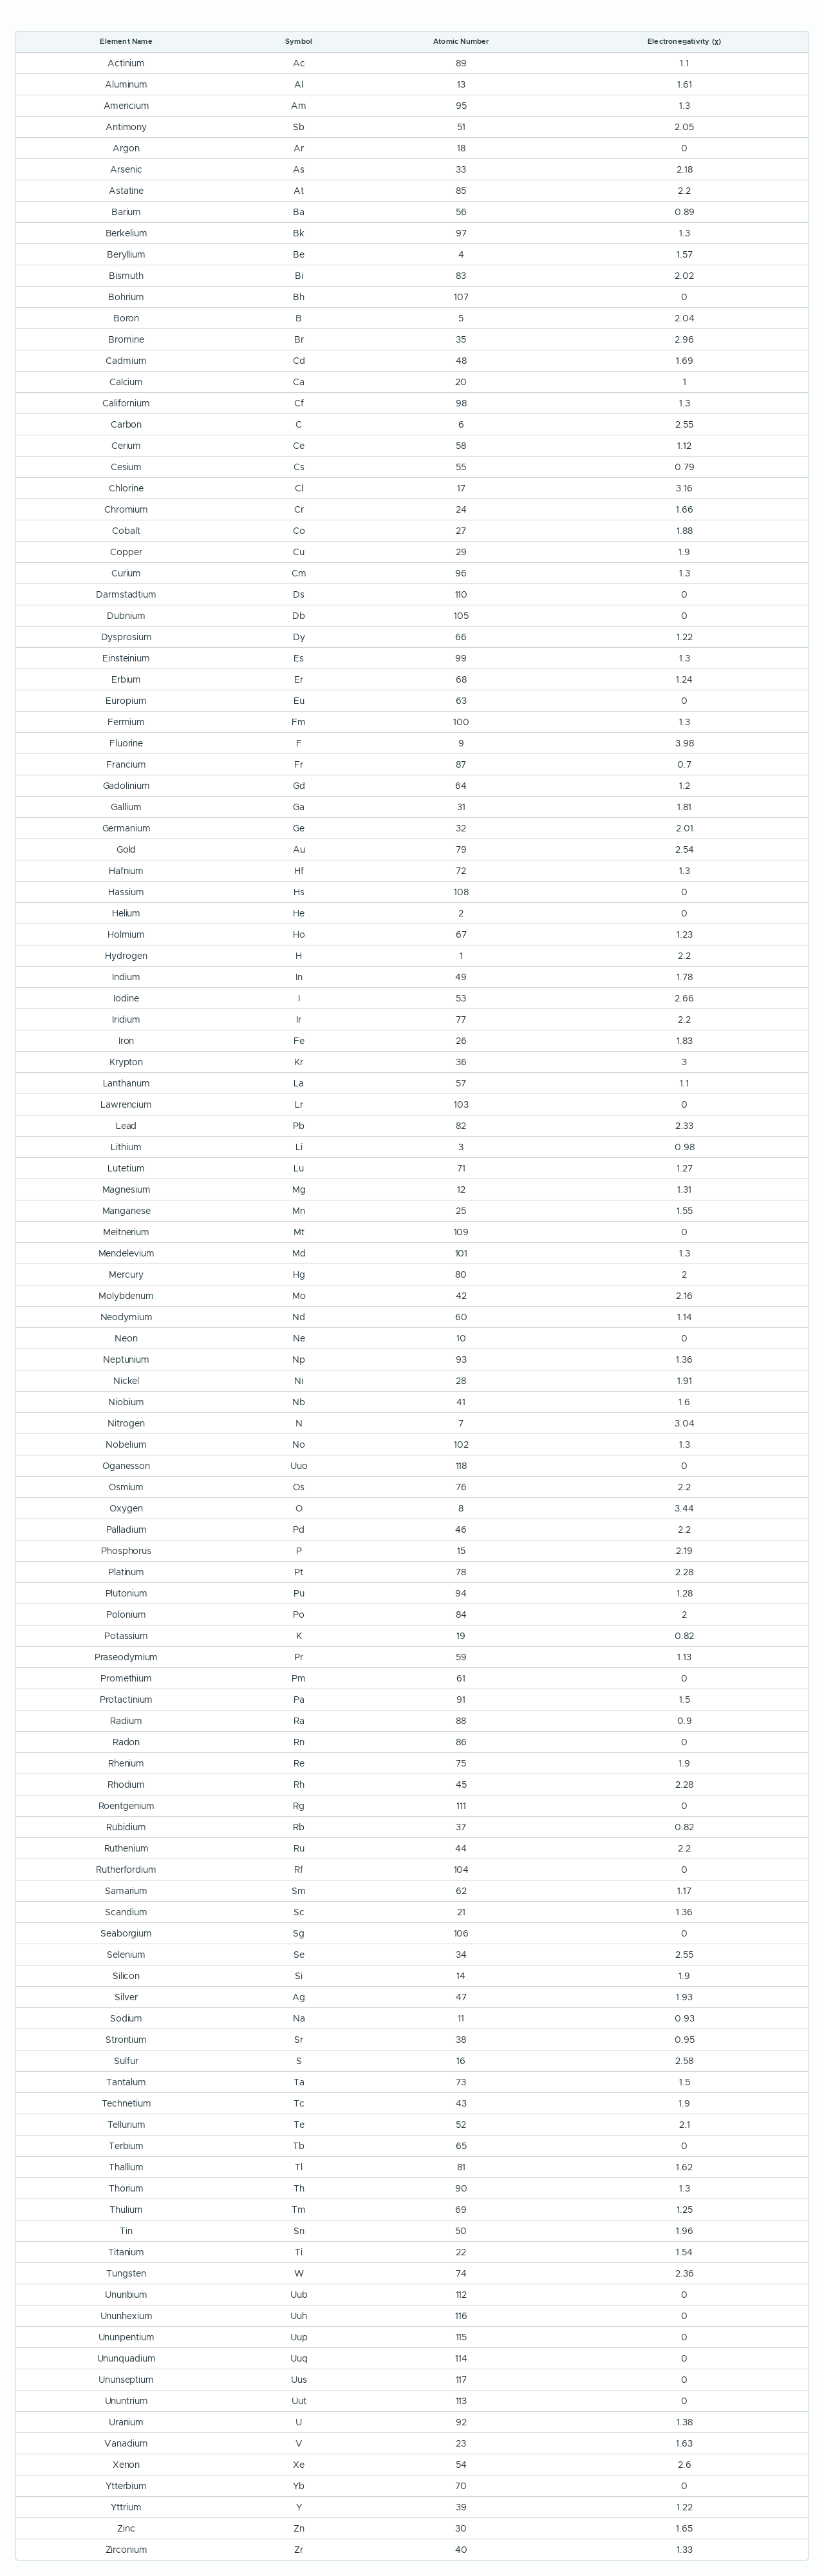 Element Name Symbol Atomic Number Electronegativity (χ)
Actinium Ac 89 1.1
Aluminum Al 13 1.61
Americium Am 95 1.3
Antimony Sb 51 2.05
Argon Ar 18 0
Arsenic As 33 2.18
Astatine At 85 2.2
Barium Ba 56 0.89
Berkelium Bk 97 1.3
Beryllium Be 4 1.57
Bismuth Bi 83 2.02
Bohrium Bh 107 0
Boron B 5 2.04
Bromine Br 35 2.96
Cadmium Cd 48 1.69
Calcium Ca 20 1
Californium Cf 98 1.3
Carbon C 6 2.55
Cerium Ce 58 1.12
Cesium Cs 55 0.79
Chlorine Cl 17 3.16
Chromium Cr 24 1.66
Cobalt Co 27 1.88
Copper Cu 29 1.9
Curium Cm 96 1.3
Darmstadtium Ds 110 0
Dubnium Db 105 0
Dysprosium Dy 66 1.22
Einsteinium Es 99 1.3
Erbium Er 68 1.24
Europium Eu 63 0
Fermium Fm 100 1.3
Fluorine F 9 3.98
Francium Fr 87 0.7
Gadolinium Gd 64 1.2
Gallium Ga 31 1.81
Germanium Ge 32 2.01
Gold Au 79 2.54
Hafnium Hf 72 1.3
Hassium Hs 108 0
Helium He 2 0
Holmium Ho 67 1.23
Hydrogen H 1 2.2
Indium In 49 1.78
Iodine I 53 2.66
Iridium Ir 77 2.2
Iron Fe 26 1.83
Krypton Kr 36 3
Lanthanum La 57 1.1
Lawrencium Lr 103 0
Lead Pb 82 2.33
Lithium Li 3 0.98
Lutetium Lu 71 1.27
Magnesium Mg 12 1.31
Manganese Mn 25 1.55
Meitnerium Mt 109 0
Mendelevium Md 101 1.3
Mercury Hg 80 2
Molybdenum Mo 42 2.16
Neodymium Nd 60 1.14
Neon Ne 10 0
Neptunium Np 93 1.36
Nickel Ni 28 1.91
Niobium Nb 41 1.6
Nitrogen N 7 3.04
Nobelium No 102 1.3
Oganesson Uuo 118 0
Osmium Os 76 2.2
Oxygen O 8 3.44
Palladium Pd 46 2.2
Phosphorus P 15 2.19
Platinum Pt 78 2.28
Plutonium Pu 94 1.28
Polonium Po 84 2
Potassium K 19 0.82
Praseodymium Pr 59 1.13
Promethium Pm 61 0
Protactinium Pa 91 1.5
Radium Ra 88 0.9
Radon Rn 86 0
Rhenium Re 75 1.9
Rhodium Rh 45 2.28
Roentgenium Rg 111 0
Rubidium Rb 37 0.82
Ruthenium Ru 44 2.2
Rutherfordium Rf 104 0
Samarium Sm 62 1.17
Scandium Sc 21 1.36
Seaborgium Sg 106 0
Selenium Se 34 2.55
Silicon Si 14 1.9
Silver Ag 47 1.93
Sodium Na 11 0.93
Strontium Sr 38 0.95
Sulfur S 16 2.58
Tantalum Ta 73 1.5
Technetium Tc 43 1.9
Tellurium Te 52 2.1
Terbium Tb 65 0
Thallium Tl 81 1.62
Thorium Th 90 1.3
Thulium Tm 69 1.25
Tin Sn 50 1.96
Titanium Ti 22 1.54
Tungsten W 74 2.36
Ununbium Uub 112 0
Ununhexium Uuh 116 0
Ununpentium Uup 115 0
Ununquadium Uuq 114 0
Ununseptium Uus 117 0
Ununtrium Uut 113 0
Uranium U 92 1.38
Vanadium V 23 1.63
Xenon Xe 54 2.6
Ytterbium Yb 70 0
Yttrium Y 39 1.22
Zinc Zn 30 1.65
Zirconium Zr 40 1.33